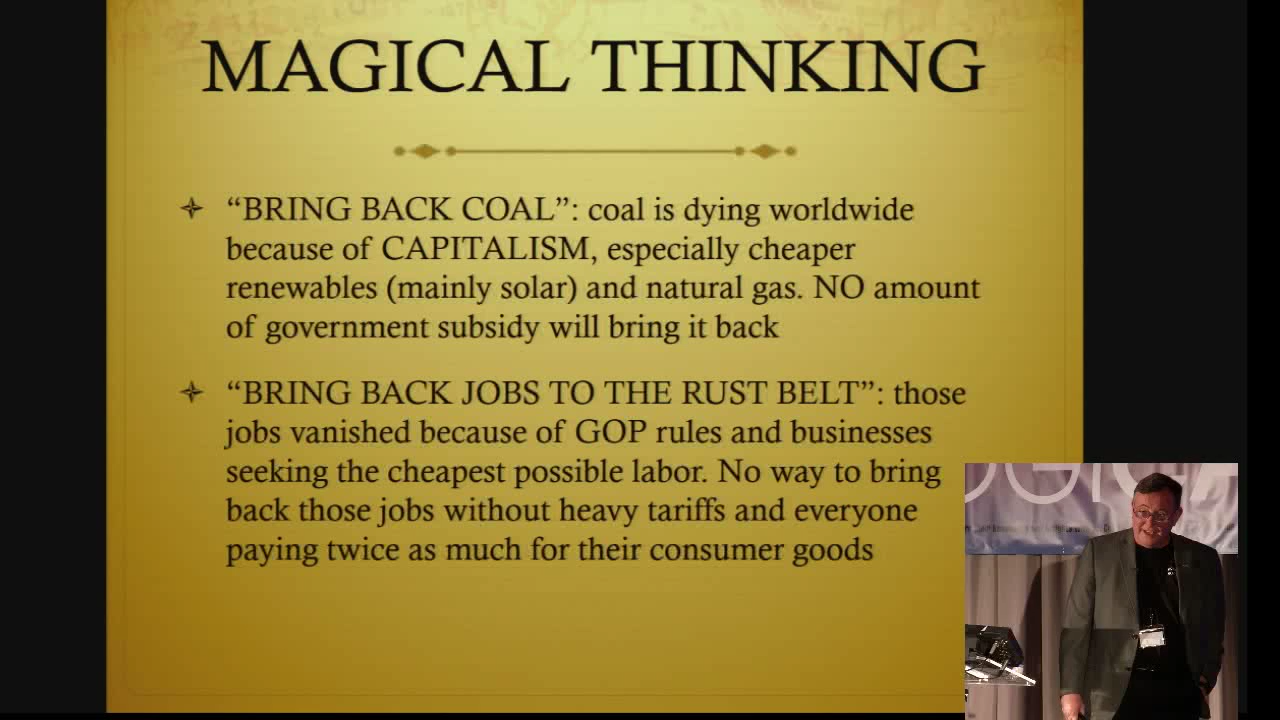 MAGICAL THINKING
“BRING BACK COAL”: coal is dying worldwide
because of CAPITALISM, especially cheaper
renewables (mainly solar) and natural gas. NO amount
of government subsidy will bring it back
“BRING BACK JOBS TO THE RUST BELT”: those
jobs vanished because of GOP rules and businesses
seeking the cheapest possible labor. No way to bring
back those jobs without heavy tariffs and everyone
paying twice as much for their consumer goods
OGICA